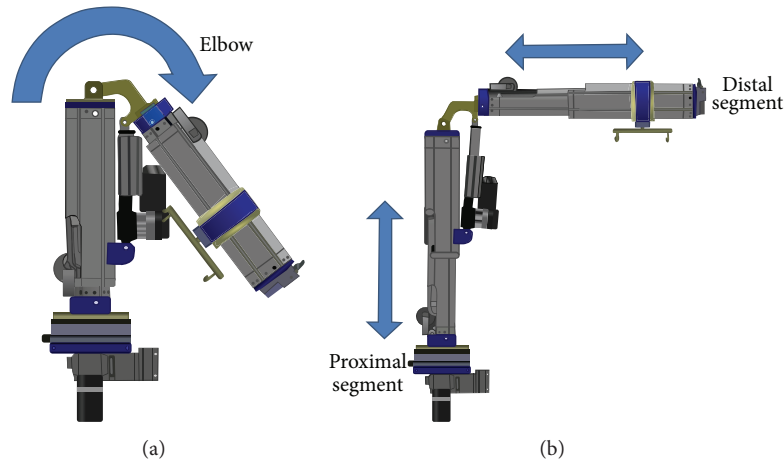 Elbow
Distal
segment
Proximal
segment
(a)
(b)